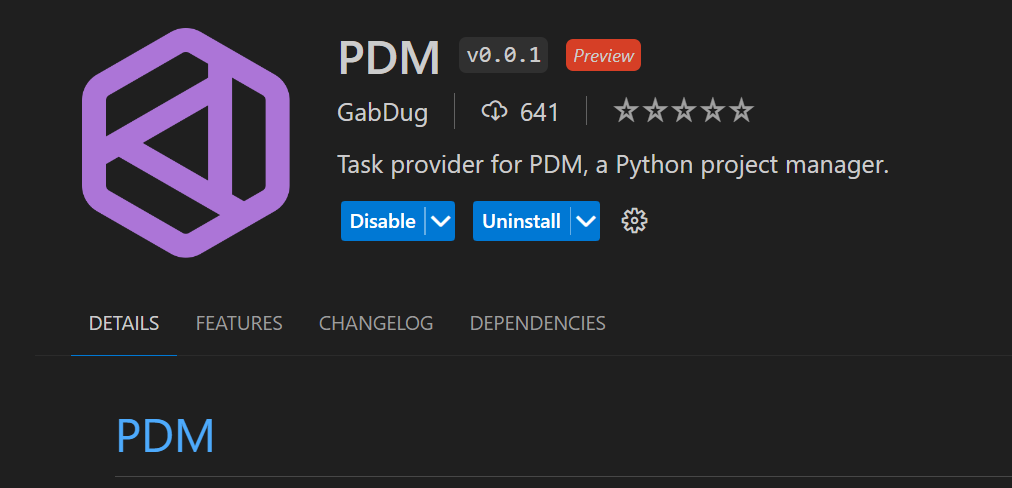 PDM v0.0.1 Preview
GabDug 641
Task provider for PDM, a Python project manager.
Disable Uninstall
DETAILS FEATURES CHANGELOG DEPENDENCIES
PDM